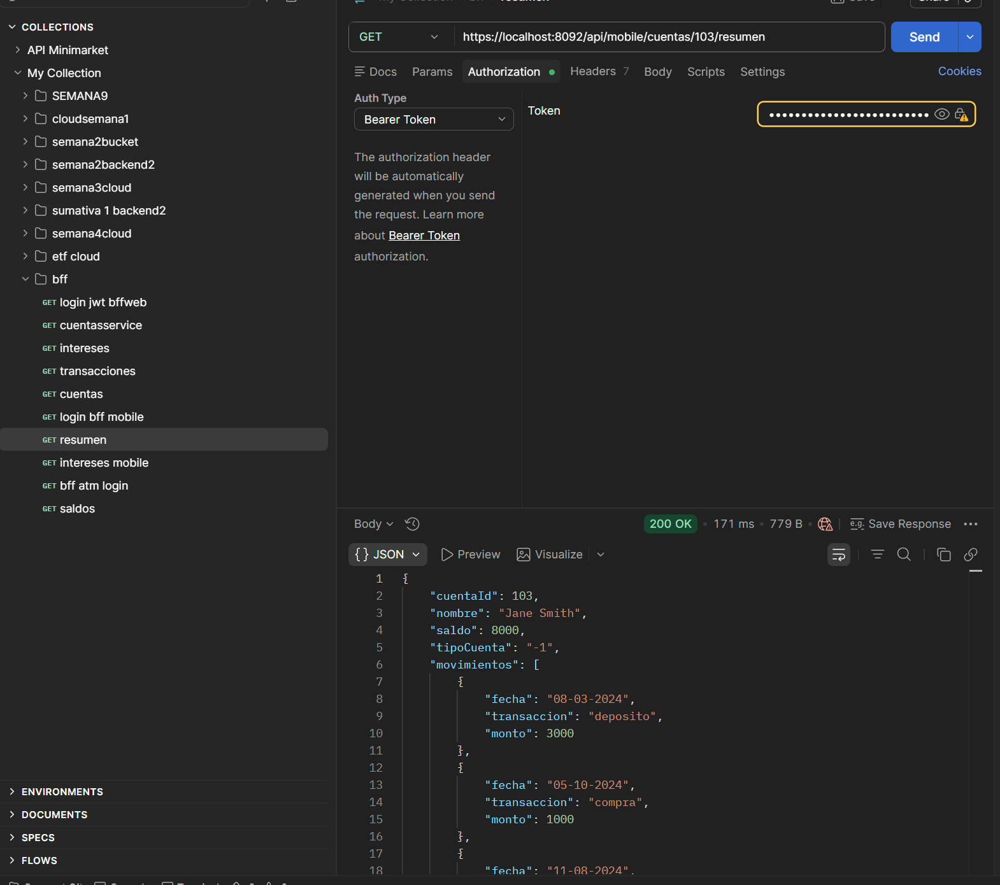 COLLECTIONS
API Minimarket
My Collection
SEMANA9
cloudsemana1
semana2bucket
semana2backend2
semana3cloud
sumativa 1 backend2
semana4cloud
etf cloud
bff
GET login jwt bffweb
GET cuentasservice
GET intereses
GET transacciones
GET cuentas
GET login bff mobile
GET resumen
GET intereses mobile
GET bff atm login
GET saldos
ENVIRONMENTS
DOCUMENTS
SPECS
FLOWS
GET https://localhost:8092/api/mobile/cuentas/103/resumen Send
Docs Params Authorization Headers 7 Body Scripts Settings Cookies
Auth Type
Bearer Token
The authorization header
will be automatically
generated when you send
the request. Learn more
about Bearer Token
authorization.
Token
Body 200 OK • 171 ms • 779 B • e.g. Save Response
{} JSON Preview Visualize
1 {
2 "cuentaId": 103,
3 "nombre": "Jane Smith",
4 "saldo": 8000,
5 "tipoCuenta": "-1",
6 "movimientos": [
7 {
8 "fecha": "08-03-2024",
9 "transaccion": "deposito",
10 "monto": 3000
11 },
12 {
13 "fecha": "05-10-2024",
14 "transaccion": "compra",
15 "monto": 1000
16 },
17 {
18 "fecha": "11-08-2024",